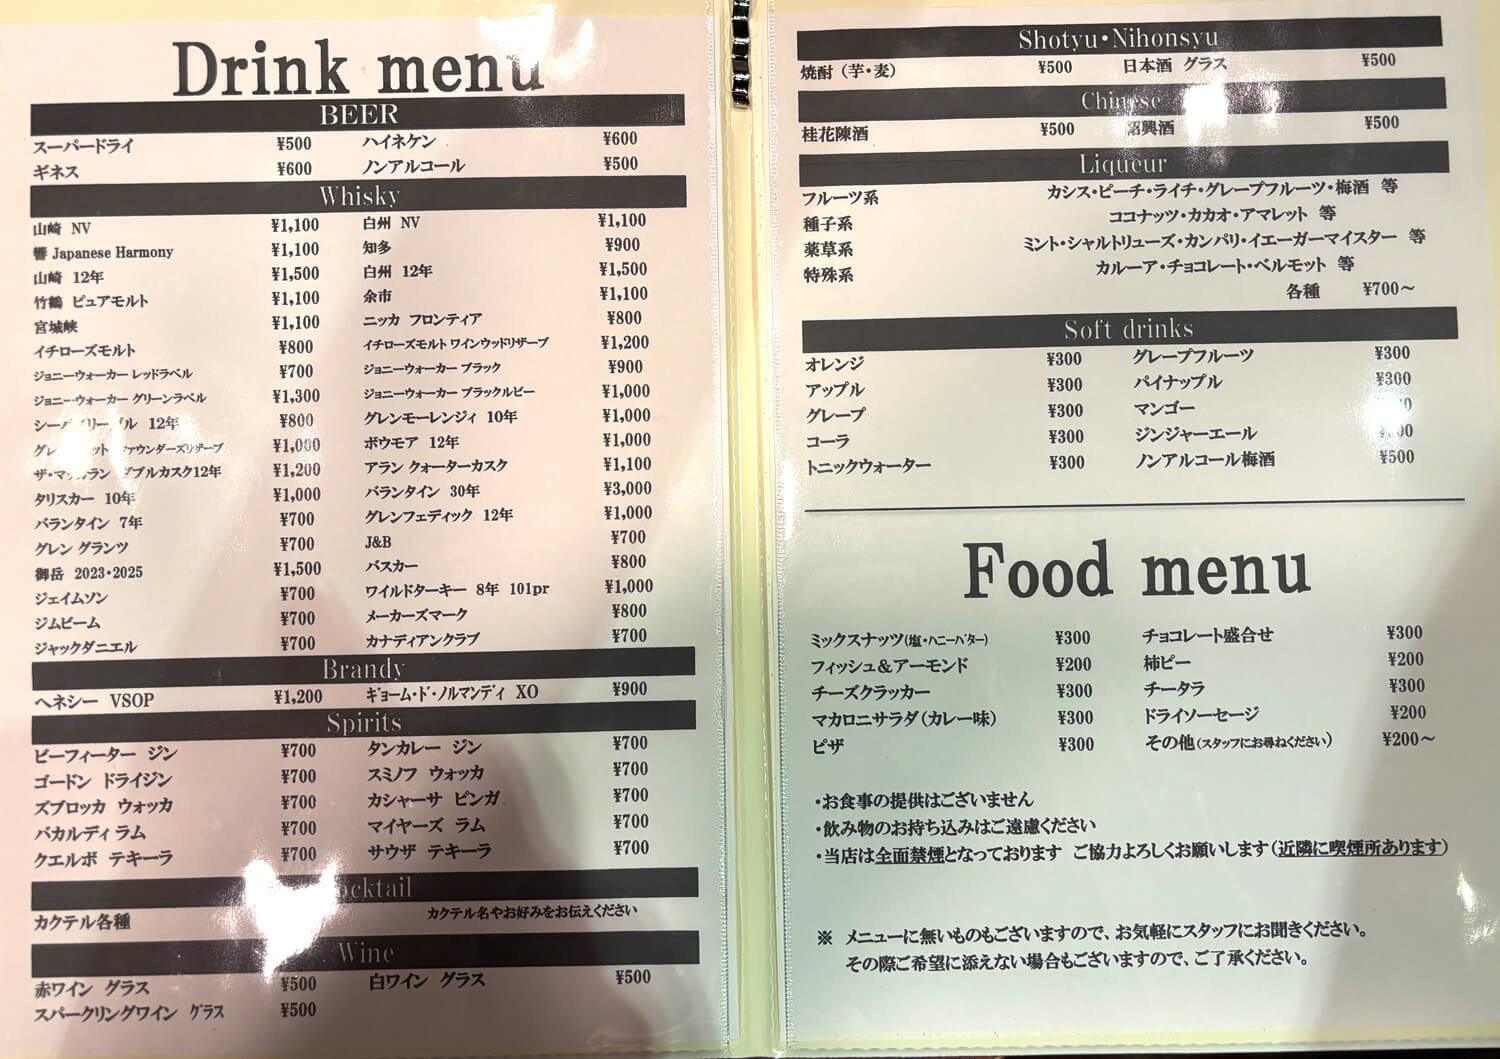 Drink menu
BEER
スーパードライ ¥500 ハイネケン ¥600
ギネス ¥600 ノンアルコール ¥500
Whisky
山崎 NV ¥1,100 白州 NV ¥1,100
響 Japanese Harmony ¥1,100 知多 ¥900
山崎 12年 ¥1,500 白州 12年 ¥1,500
竹鶴 ピュアモルト ¥1,100 余市 ¥1,100
宮城峡 ¥1,100 ニッカ フロンティア ¥800
イチローズモルト ¥800 イチローズモルト ワインウッドリザーブ ¥1,200
ジョニーウォーカー レッドラベル ¥700 ジョニーウォーカー ブラック ¥900
ジョニーウォーカー グリーンラベル ¥1,300 ジョニーウォーカー ブラックルビー ¥1,000
12年 ¥800 グレンモーレンジィ 10年 ¥1,000
ファウンダーズリザーブ ¥1,000 ボウモア 12年 ¥1,000
ザ・マッカラン ダブルカスク12年 ¥1,200 アラン クォーターカスク ¥1,100
タリスカー 10年 ¥1,000 バランタイン 30年 ¥3,000
バランタイン 7年 ¥700 グレンフェディック 12年 ¥1,000
グレン グランツ ¥700 J&B ¥700
御岳 2023・2025 ¥1,500 バスカー ¥800
ジェイムソン ¥700 ワイルドターキー 8年 101pr ¥1,000
ジムビーム ¥700 メーカーズマーク ¥800
ジャックダニエル ¥700 カナディアンクラブ ¥700
Brandy
ヘネシー VSOP ¥1,200 ギョーム・ド・ノルマンディ XO ¥900
Spirits
ビーフィーター ジン ¥700 タンカレー ジン ¥700
ゴードン ドライジン ¥700 スミノフ ウォッカ ¥700
ズブロッカ ウォッカ ¥700 カシャーサ ピンガ ¥700
バカルディ ラム ¥700 マイヤーズ ラム ¥700
クエルボ テキーラ ¥700 サウザ テキーラ ¥700
Cocktail
カクテル各種 カクテル名やお好みをお伝えください
Wine
赤ワイン グラス ¥500 白ワイン グラス ¥500
スパークリングワイン グラス ¥500
Shotyu・Nihonsyu
焼酎（芋・麦） ¥500 日本酒 グラス ¥500
Chinese
桂花陳酒 ¥500 紹興酒 ¥500
Liqueur
フルーツ系 カシス・ピーチ・ライチ・グレープフルーツ・梅酒 等
種子系 ココナッツ・カカオ・アマレット 等
薬草系 ミント・シャルトリューズ・カンパリ・イエーガーマイスター 等
特殊系 カルーア・チョコレート・ベルモット 等
各種 ¥700～
Soft drinks
オレンジ ¥300 グレープフルーツ ¥300
アップル ¥300 パイナップル ¥300
グレープ ¥300 マンゴー
コーラ ¥300 ジンジャーエール
トニックウォーター ¥300 ノンアルコール梅酒 ¥500
Food menu
ミックスナッツ(塩・ハニーバター) ¥300 チョコレート盛合せ ¥300
フィッシュ＆アーモンド ¥200 柿ピー ¥200
チーズクラッカー ¥300 チータラ ¥300
マカロニサラダ（カレー味） ¥300 ドライソーセージ ¥200
ピザ ¥300 その他（スタッフにお尋ねください） ¥200～
・お食事の提供はございません
・飲み物のお持ち込みはご遠慮ください
・当店は全面禁煙となっております ご協力よろしくお願いします（近隣に喫煙所あります）
※ メニューに無いものもございますので、お気軽にスタッフにお聞きください。
その際ご希望に添えない場合もございますので、ご了承ください。